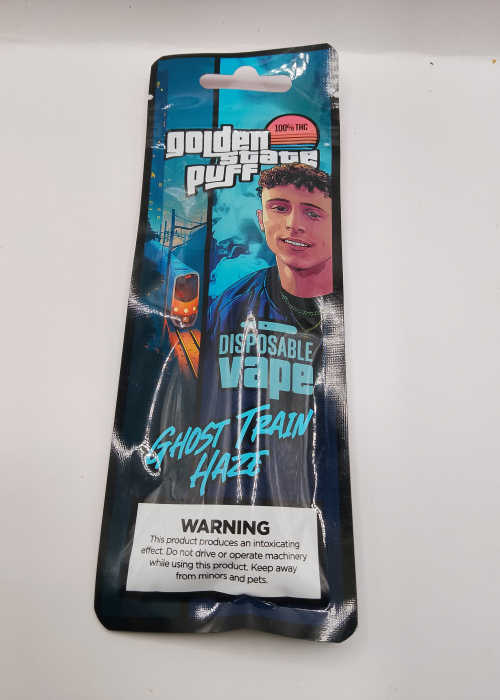 100% THC
golden
state
puff
DISPOSABLE
vape
GHOST TRAIN
HAZE
WARNING
This product produces an intoxicating
effect. Do not drive or operate machinery
while using this product. Keep away
from minors and pets.